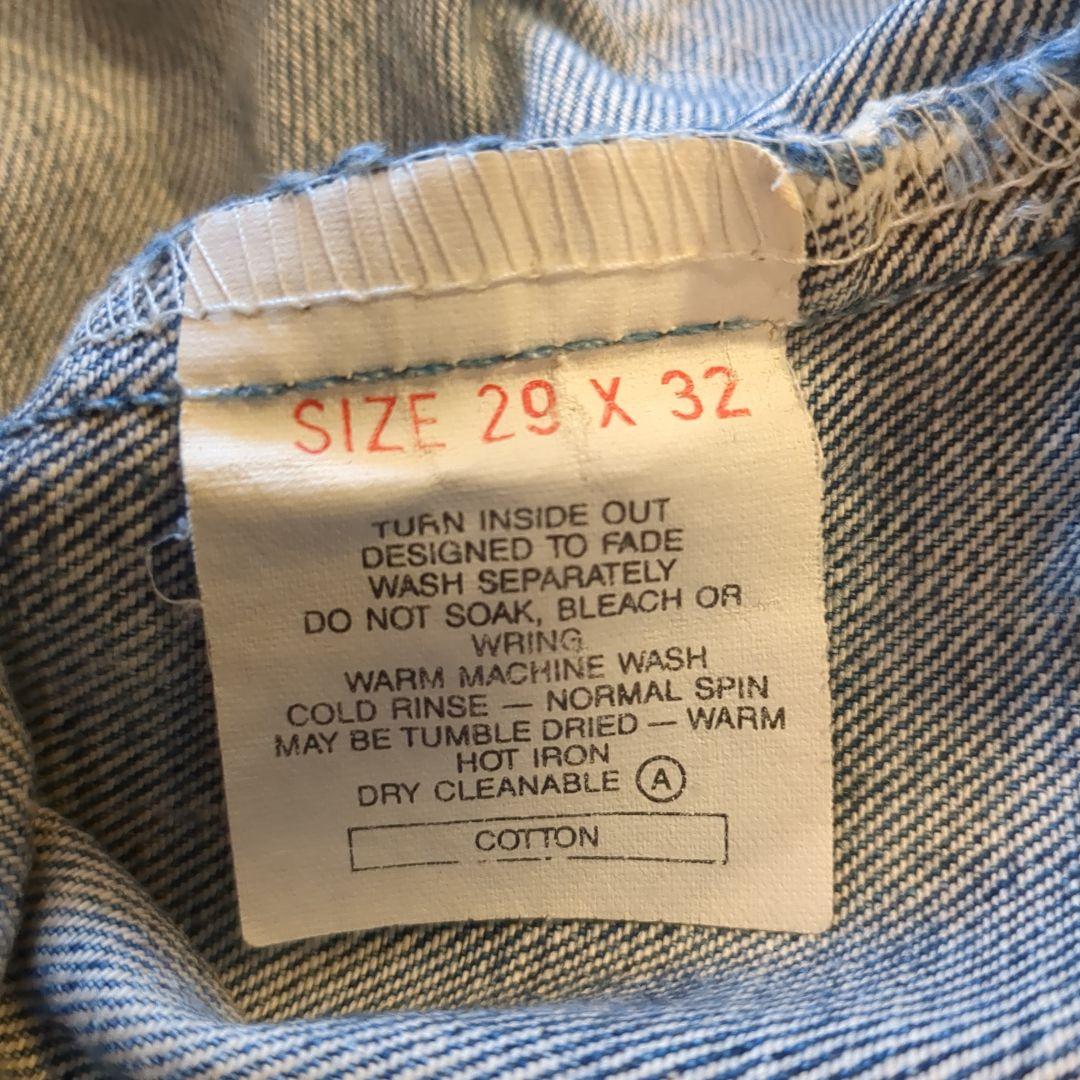 SIZE 29 X 32
TURN INSIDE OUT
DESIGNED TO FADE
WASH SEPARATELY
DO NOT SOAK, BLEACH OR
WRING
WARM MACHINE WASH
COLD RINSE — NORMAL SPIN
MAY BE TUMBLE DRIED — WARM
HOT IRON
DRY CLEANABLE Ⓐ
COTTON